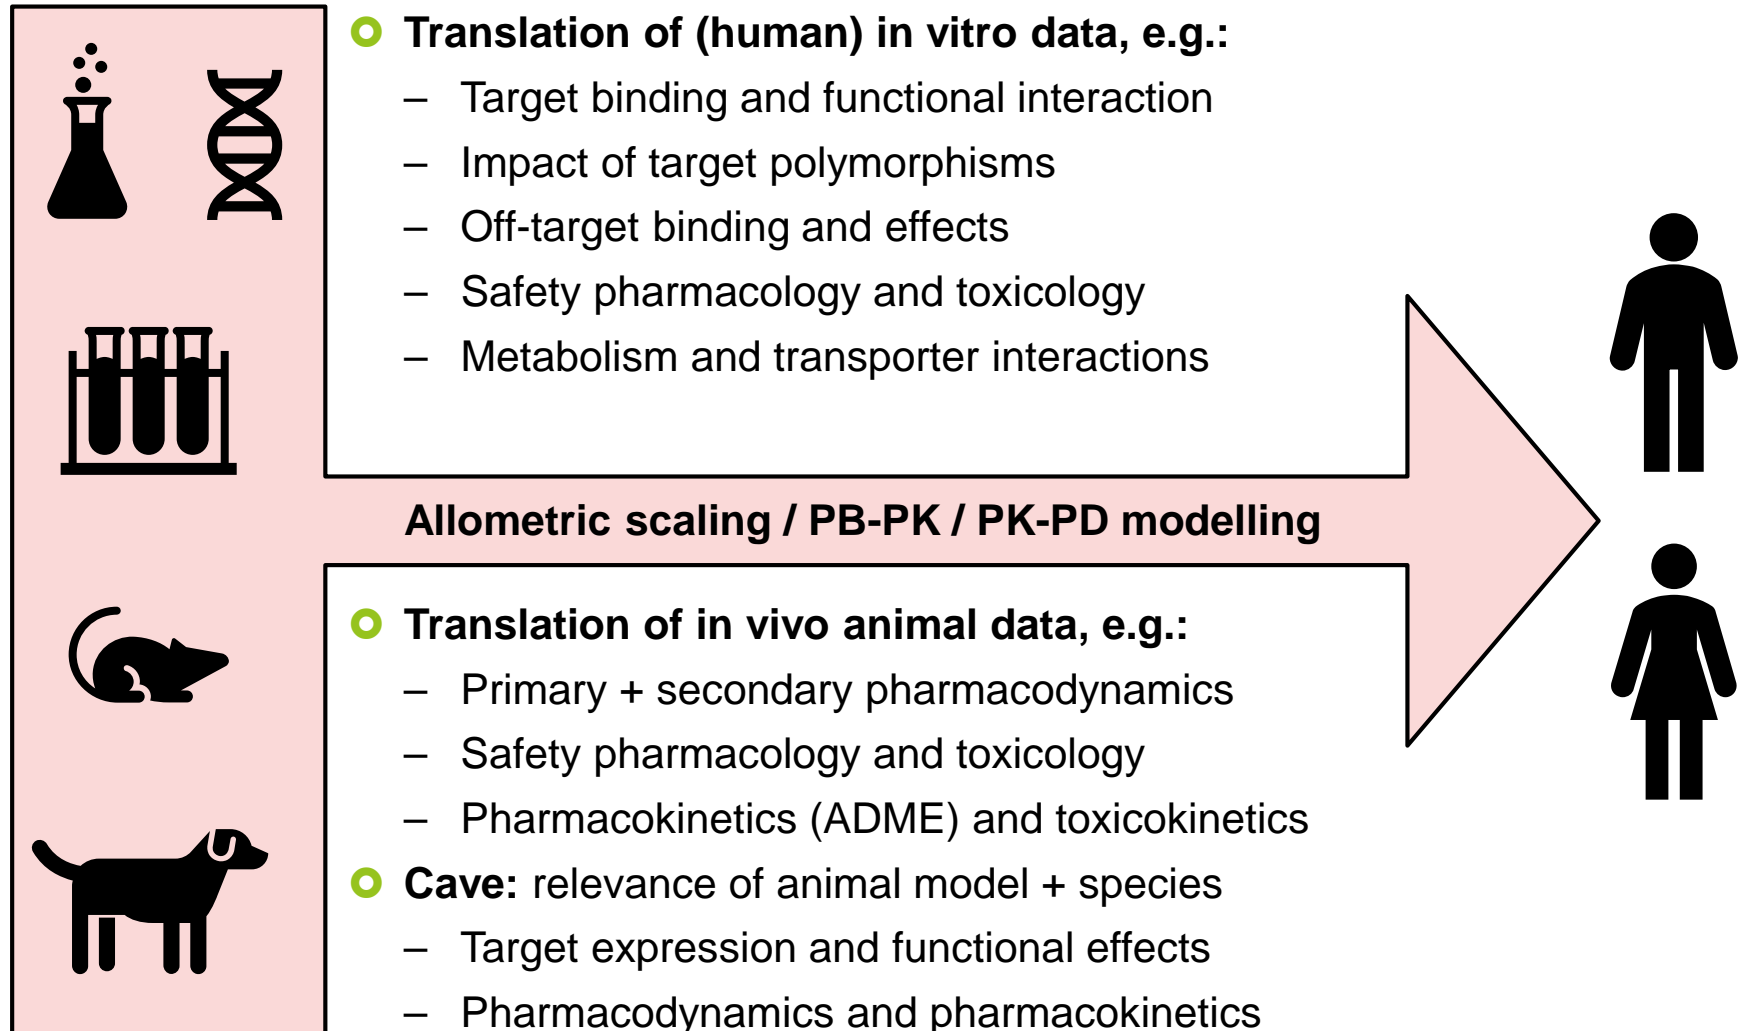 Translation of (human) in vitro data, e.g.:
– Target binding and functional interaction
– Impact of target polymorphisms
– Off-target binding and effects
– Safety pharmacology and toxicology
– Metabolism and transporter interactions
Allometric scaling / PB-PK / PK-PD modelling
Translation of in vivo animal data, e.g.:
– Primary + secondary pharmacodynamics
– Safety pharmacology and toxicology
– Pharmacokinetics (ADME) and toxicokinetics
Cave: relevance of animal model + species
– Target expression and functional effects
– Pharmacodynamics and pharmacokinetics